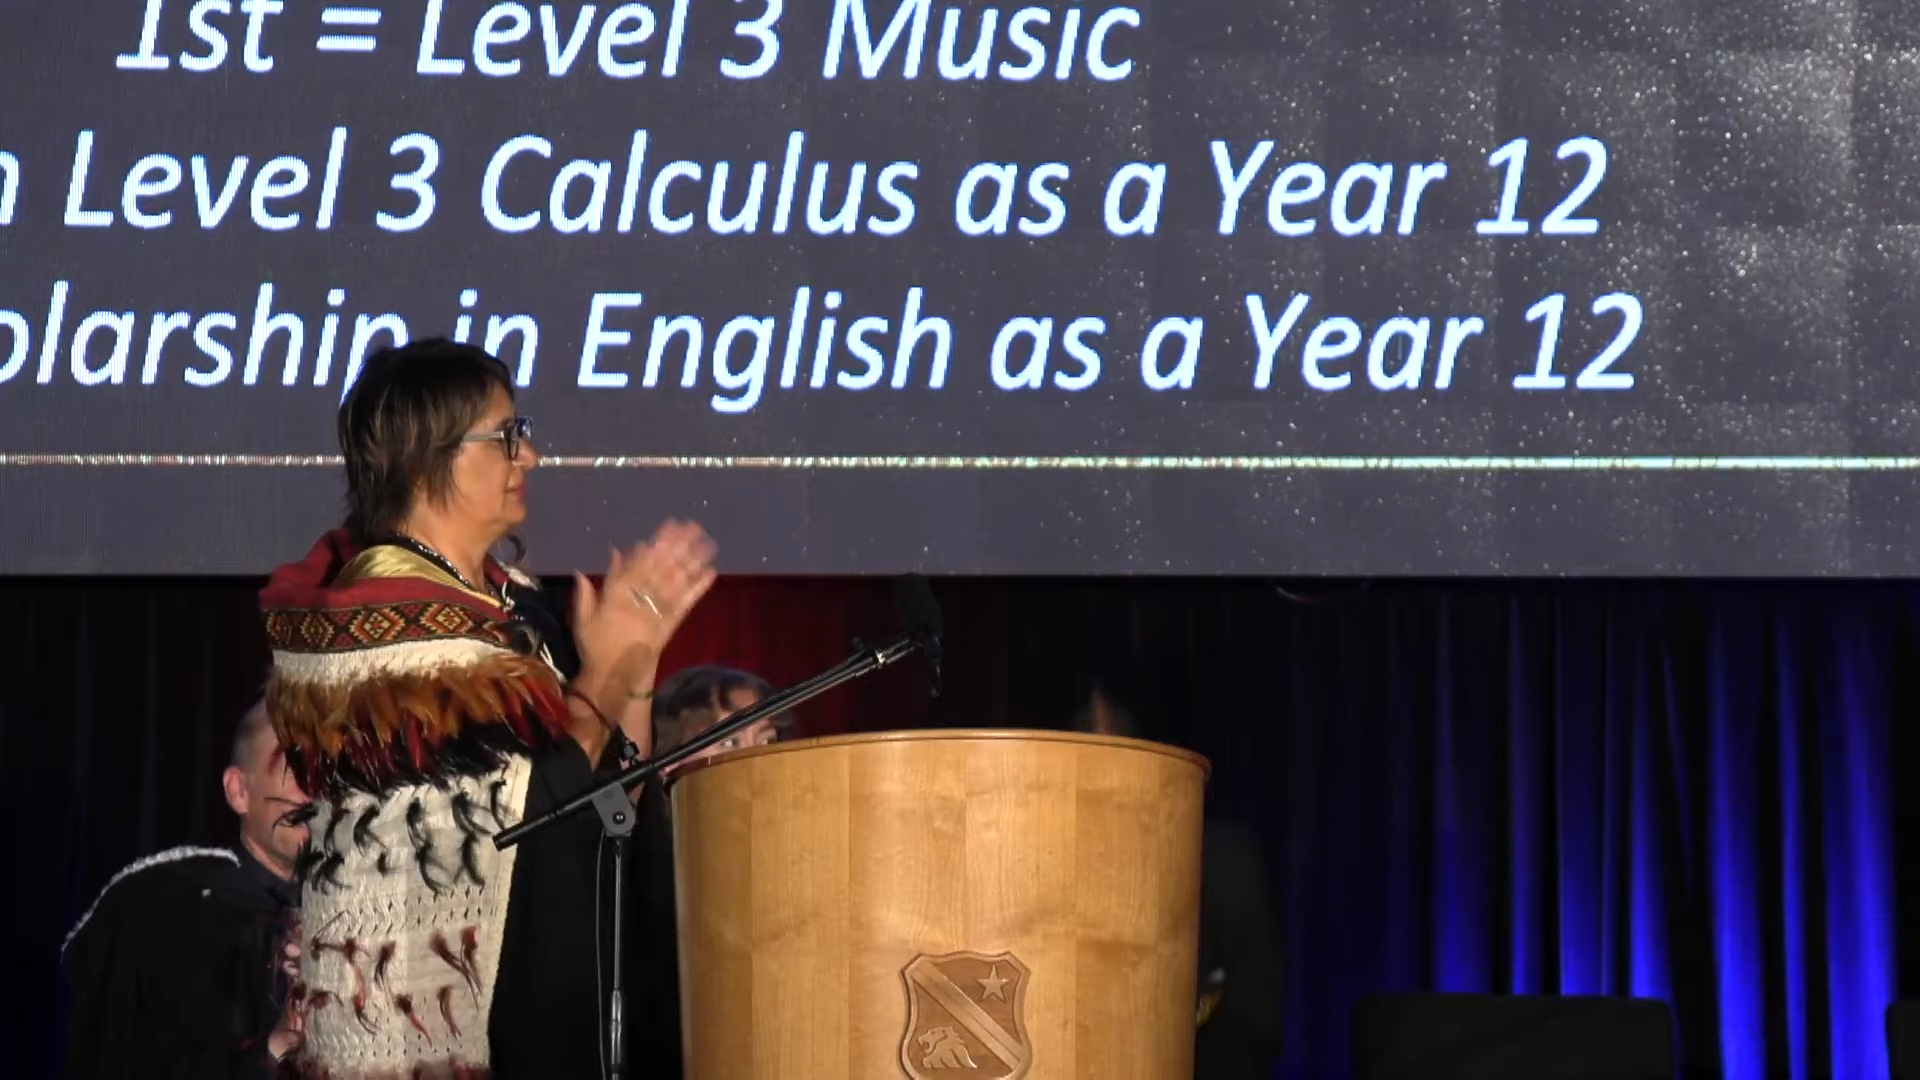 1st = Level 3 Music
Level 3 Calculus as a Year 12
in English as a Year 12